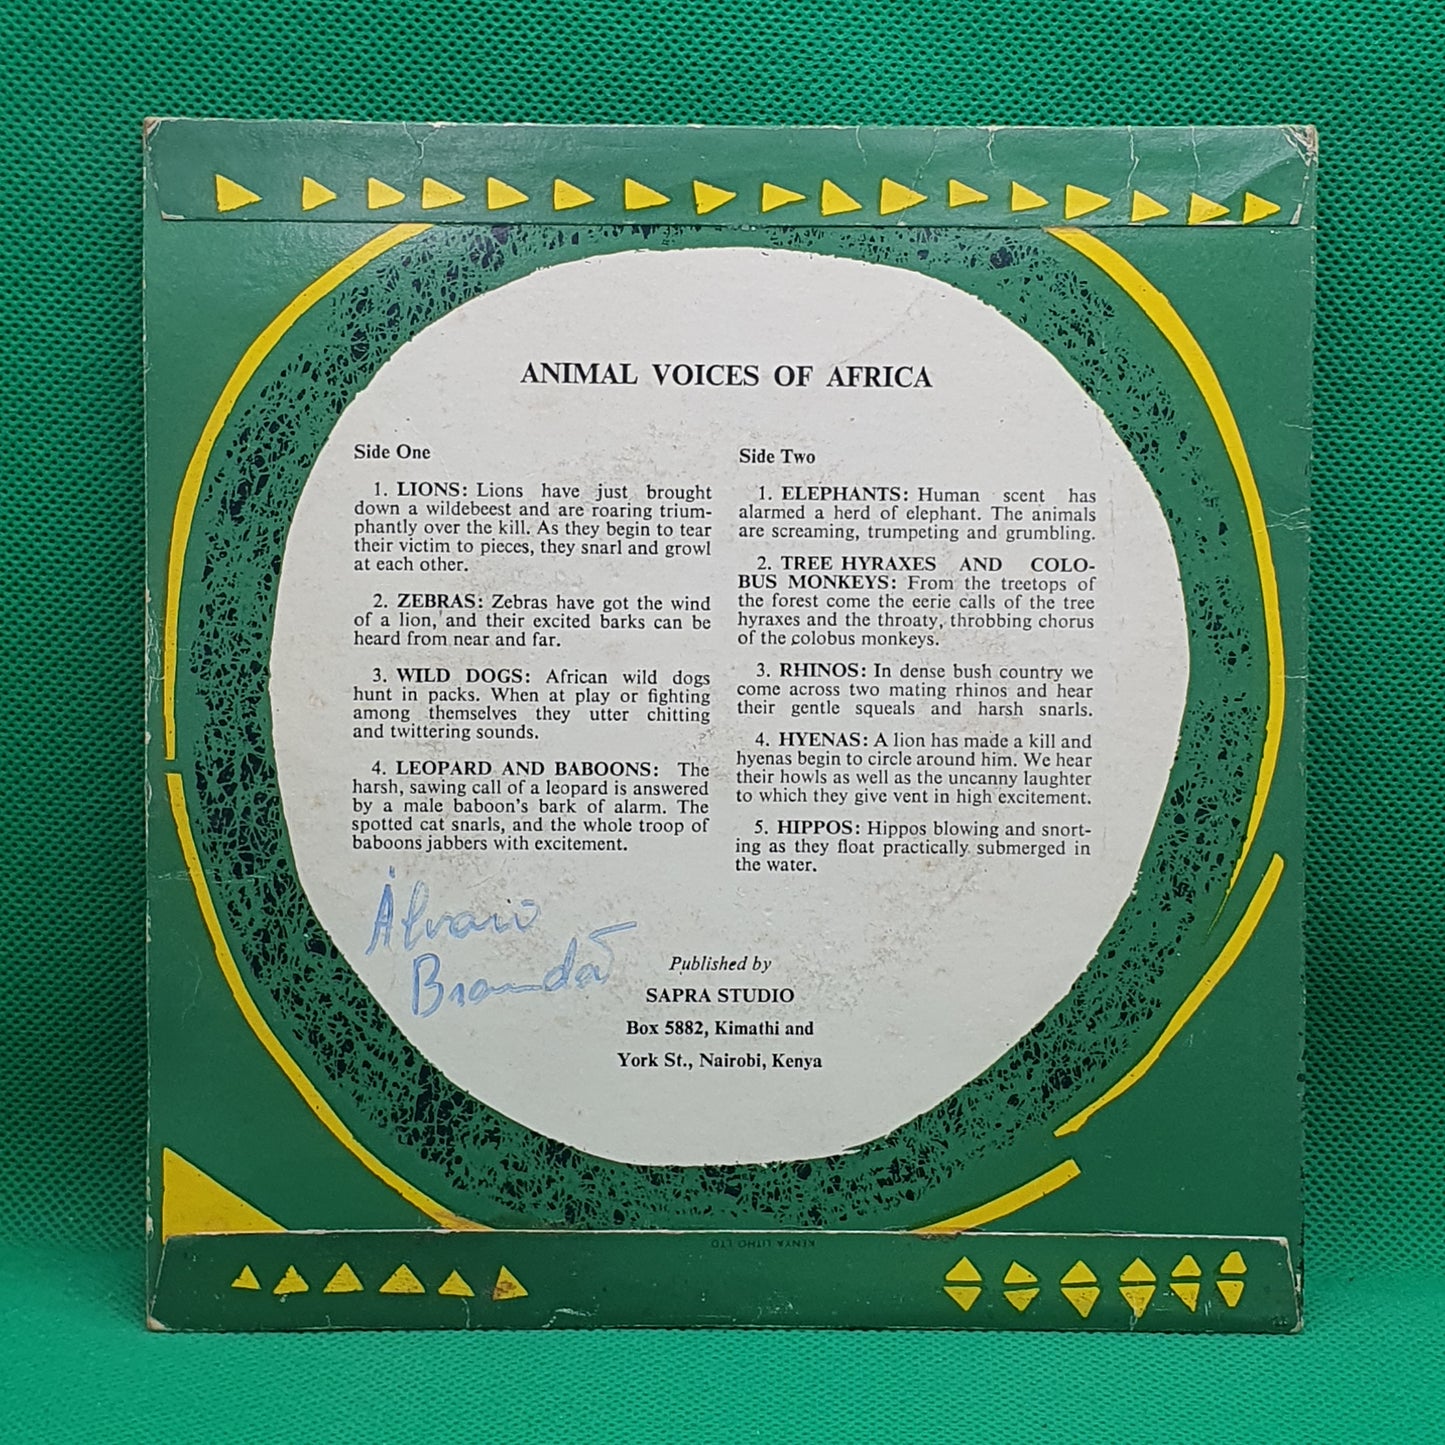 ANIMAL VOICES OF AFRICA
Side One
1. LIONS: Lions have just brought
down a wildebeest and are roaring trium-
phantly over the kill. As they begin to tear
their victim to pieces, they snarl and growl
at each other.
2. ZEBRAS: Zebras have got the wind
of a lion, and their excited barks can be
heard from near and far.
3. WILD DOGS: African wild dogs
hunt in packs. When at play or fighting
among themselves they utter chitting
and twittering sounds.
4. LEOPARD AND BABOONS: The
harsh, sawing call of a leopard is answered
by a male baboon's bark of alarm. The
spotted cat snarls, and the whole troop of
baboons jabbers with excitement.
Side Two
1. ELEPHANTS: Human scent has
alarmed a herd of elephant. The animals
are screaming, trumpeting and grumbling.
2. TREE HYRAXES AND COLO-
BUS MONKEYS: From the treetops of
the forest come the eerie calls of the tree
hyraxes and the throaty, throbbing chorus
of the colobus monkeys.
3. RHINOS: In dense bush country we
come across two mating rhinos and hear
their gentle squeals and harsh snarls.
4. HYENAS: A lion has made a kill and
hyenas begin to circle around him. We hear
their howls as well as the uncanny laughter
to which they give vent in high excitement.
5. HIPPOS: Hippos blowing and snort-
ing as they float practically submerged in
the water.
Álvaro
Brandão
Published by
SAPRA STUDIO
Box 5882, Kimathi and
York St., Nairobi, Kenya
KENYA LITHO LTD